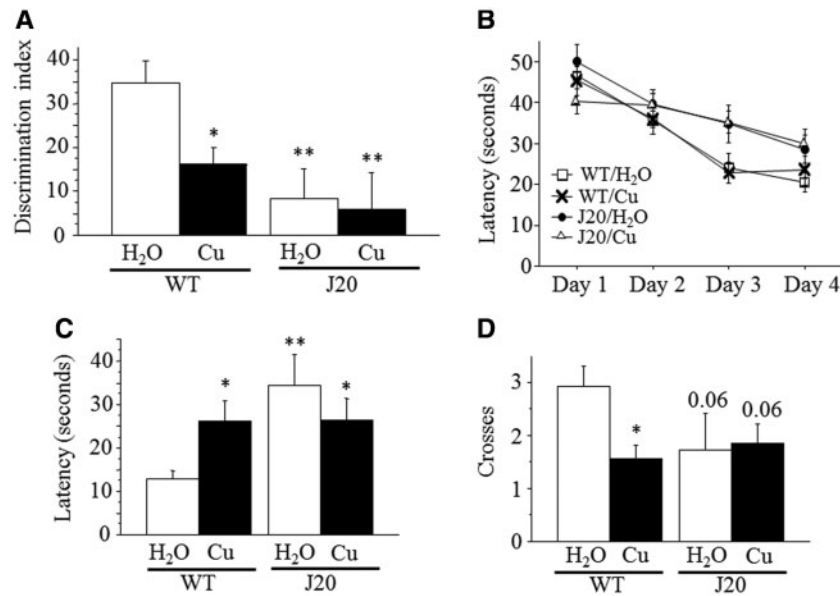 A
Discrimination index
40
30
20
10
0
*
**
**
H₂O
Cu
H₂O
Cu
WT
J20
B
Latency (seconds)
50
40
30
20
10
0
WT/H₂O
WT/Cu
J20/H₂O
J20/Cu
Day 1 Day 2 Day 3 Day 4
C
Latency (seconds)
40
30
20
10
0
*
**
*
H₂O
Cu
H₂O
Cu
WT
J20
D
Crosses
3
2
1
0
*
0.06
0.06
H₂O
Cu
H₂O
Cu
WT
J20